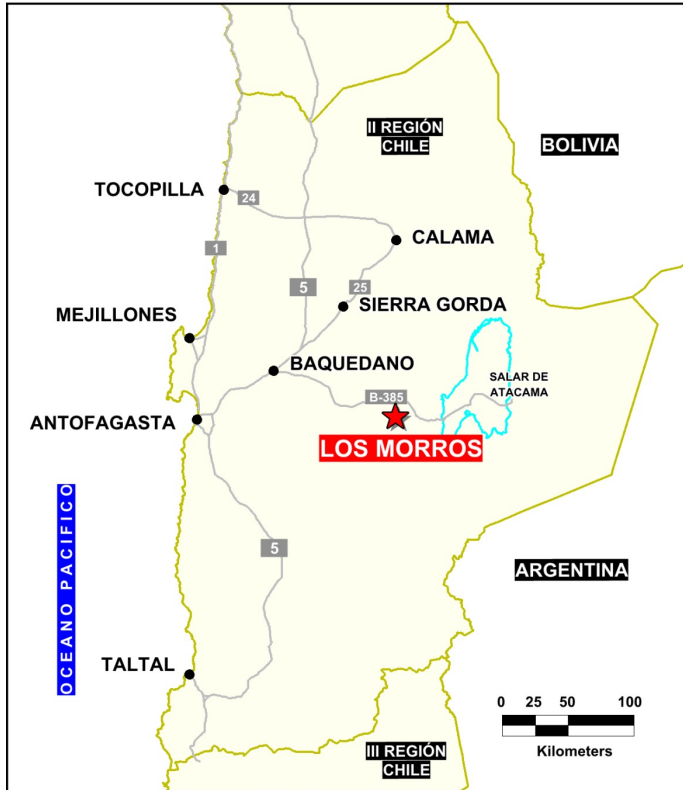 II REGIÓN
CHILE
BOLIVIA
TOCOPILLA
24
CALAMA
1
5
25
SIERRA GORDA
MEJILLONES
BAQUEDANO
SALAR DE
ATACAMA
B-385
ANTOFAGASTA
LOS MORROS
OCEANO PACIFICO
5
ARGENTINA
TALTAL
0 25 50 100
Kilometers
III REGIÓN
CHILE